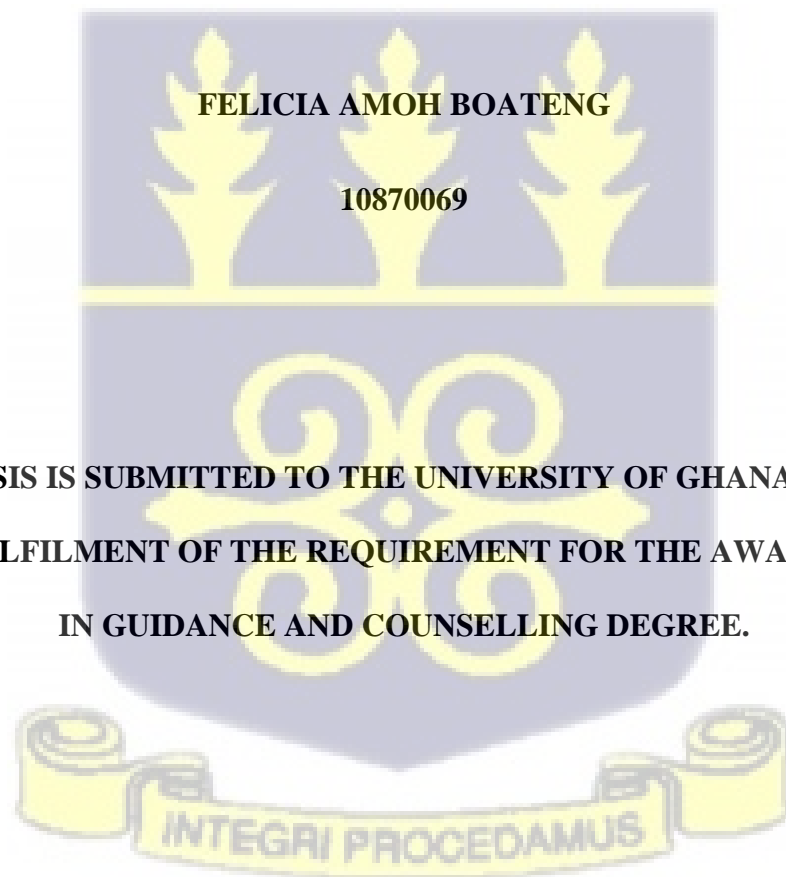 FELICIA AMOH BOATENG
10870069
SIS IS SUBMITTED TO THE UNIVERSITY OF GHANA
LFILMENT OF THE REQUIREMENT FOR THE AWA
IN GUIDANCE AND COUNSELLING DEGREE.
INTEGRI PROCEDAMUS